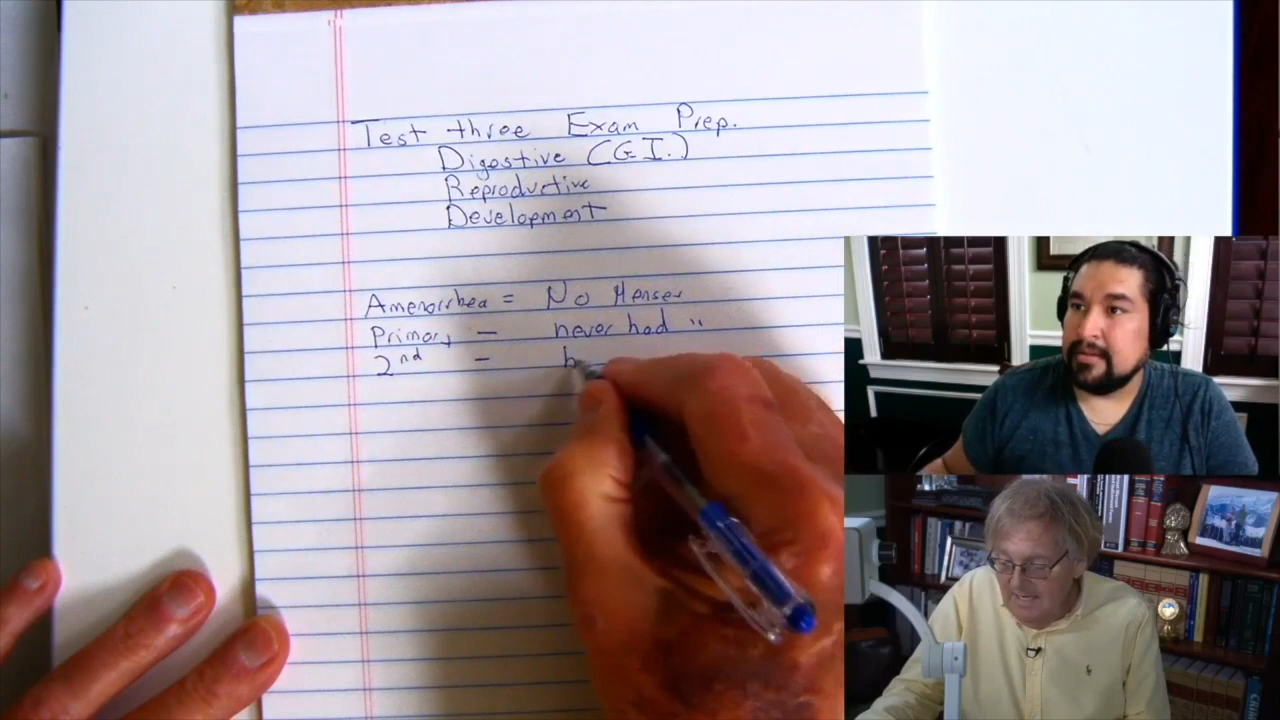 Test three Exam Prep.
Digestive (G.I.)
Reproductive
Development
Amenorrhea = No Menses
Primary - never had "
2nd - h